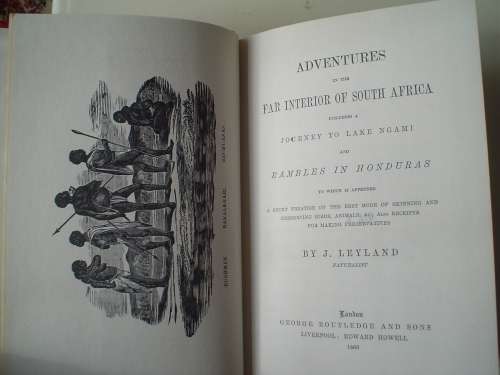 ADVENTURES
IN THE
FAR INTERIOR OF SOUTH AFRICA
INCLUDING A
JOURNEY TO LAKE NGAMI
AND
RAMBLES IN HONDURAS
TO WHICH IS APPENDED
A SHORT TREATISE ON THE BEST MODE OF SKINNING AND
PRESERVING BIRDS, ANIMALS, &c. ALSO RECEIPTS
FOR MAKING PRESERVATIVES
BY J. LEYLAND
NATURALIST
London
GEORGE ROUTLEDGE AND SONS
LIVERPOOL: EDWARD HOWELL
1866
BUSHMEN.